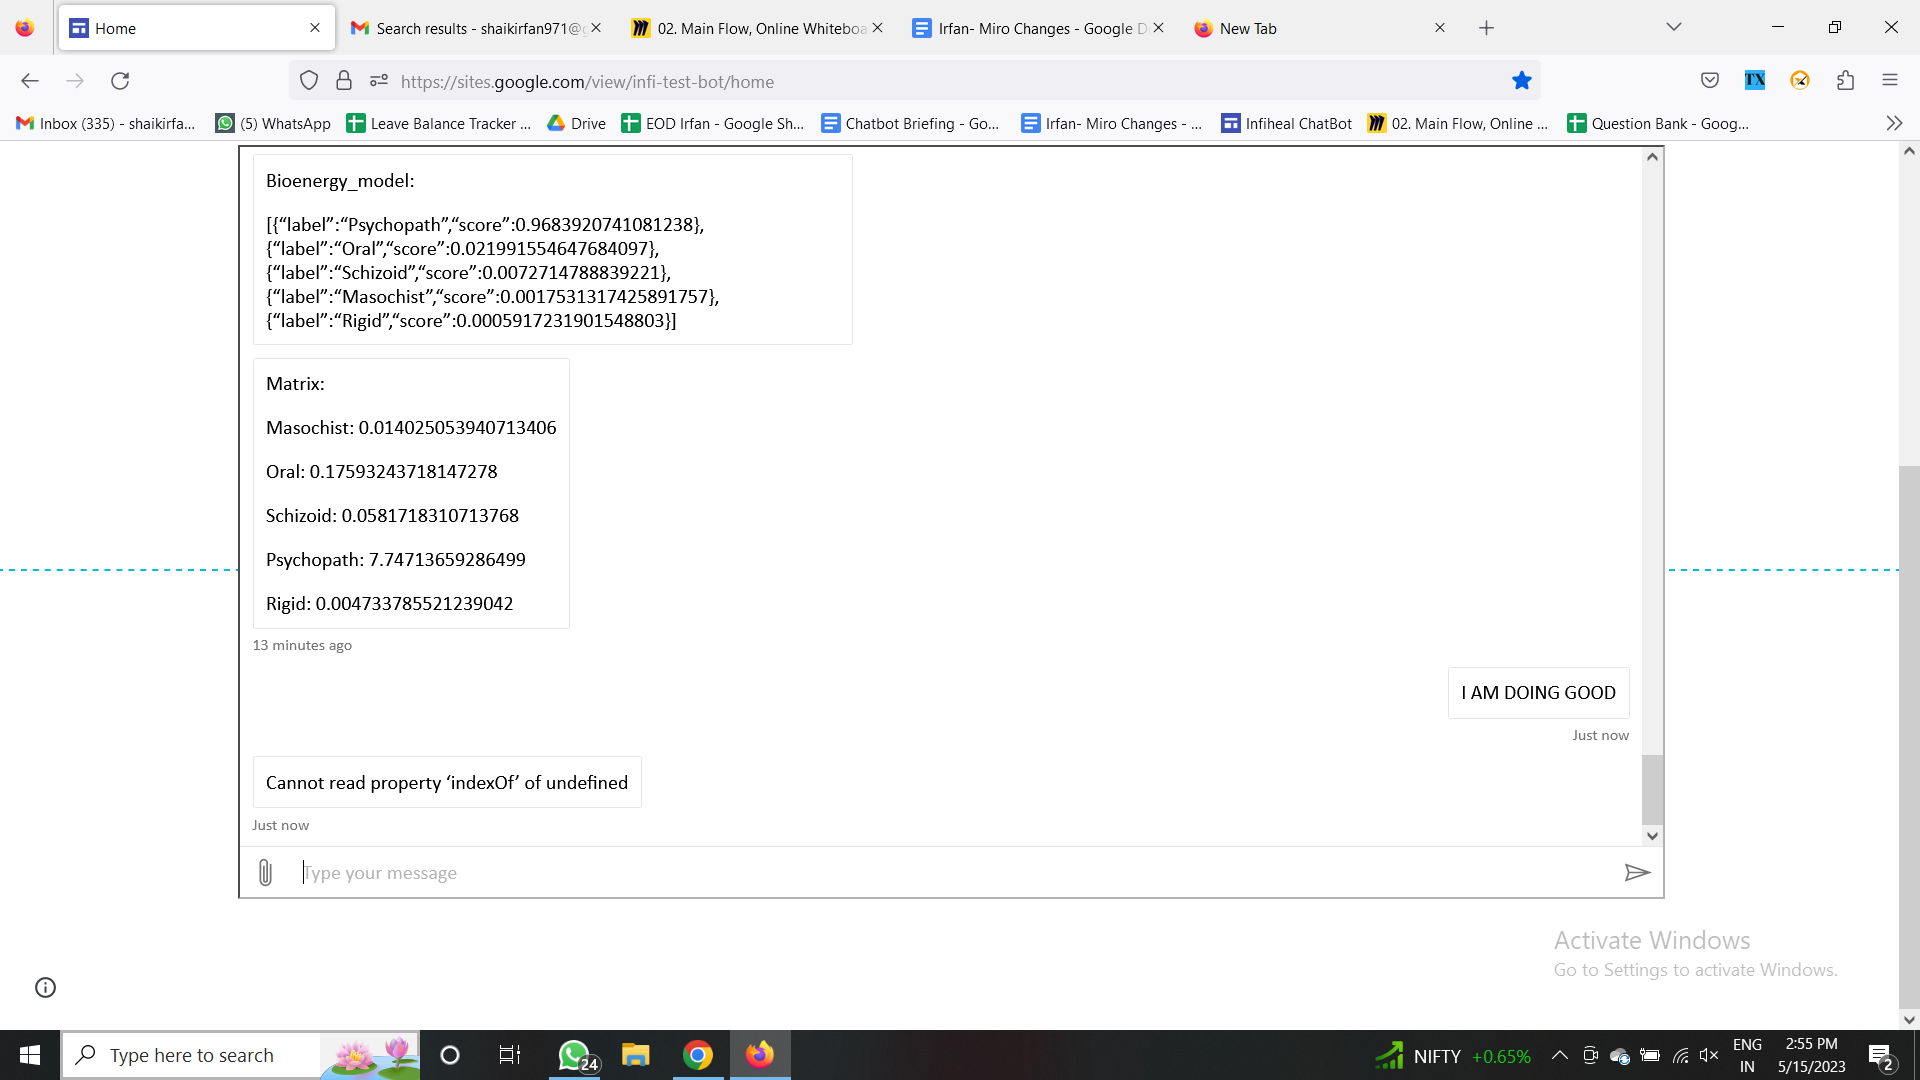 Home
Search results - shaikirfan971@g
02. Main Flow, Online Whiteboa
Irfan- Miro Changes - Google D
New Tab
https://sites.google.com/view/infi-test-bot/home
TX
Inbox (335) - shaikirfa...
(5) WhatsApp
Leave Balance Tracker ...
Drive
EOD Irfan - Google Sh...
Chatbot Briefing - Go...
Irfan- Miro Changes - ...
Infiheal ChatBot
02. Main Flow, Online ...
Question Bank - Goog...
Bioenergy_model:
[{“label”:“Psychopath”,“score”:0.9683920741081238},
{“label”:“Oral”,“score”:0.021991554647684097},
{“label”:“Schizoid”,“score”:0.0072714788839221},
{“label”:“Masochist”,“score”:0.0017531317425891757},
{“label”:“Rigid”,“score”:0.0005917231901548803}]
Matrix:
Masochist: 0.014025053940713406
Oral: 0.17593243718147278
Schizoid: 0.0581718310713768
Psychopath: 7.74713659286499
Rigid: 0.004733785521239042
13 minutes ago
I AM DOING GOOD
Just now
Cannot read property ‘indexOf’ of undefined
Just now
Type your message
Activate Windows
Go to Settings to activate Windows.
Type here to search
24
NIFTY +0.65%
ENG
IN
2:55 PM
5/15/2023
2